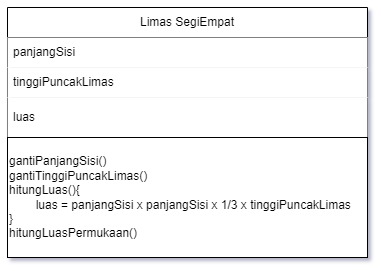 Limas SegiEmpat
panjangSisi
tinggiPuncakLimas
luas
gantiPanjangSisi()
gantiTinggiPuncakLimas()
hitungLuas(){
luas = panjangSisi x panjangSisi x 1/3 x tinggiPuncakLimas
}
hitungLuasPermukaan()